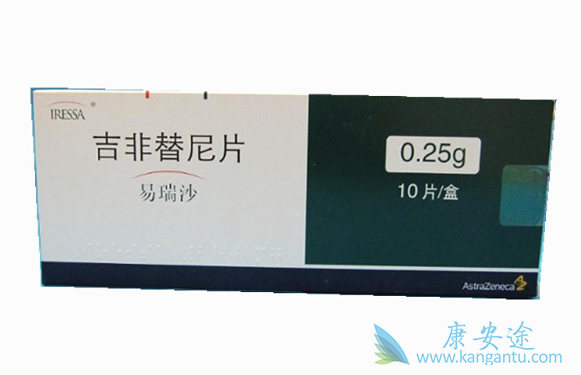 IRESSA®
吉非替尼片
易瑞沙
0.25g
10片/盒
AstraZeneca
康安途
www.kangantu.com